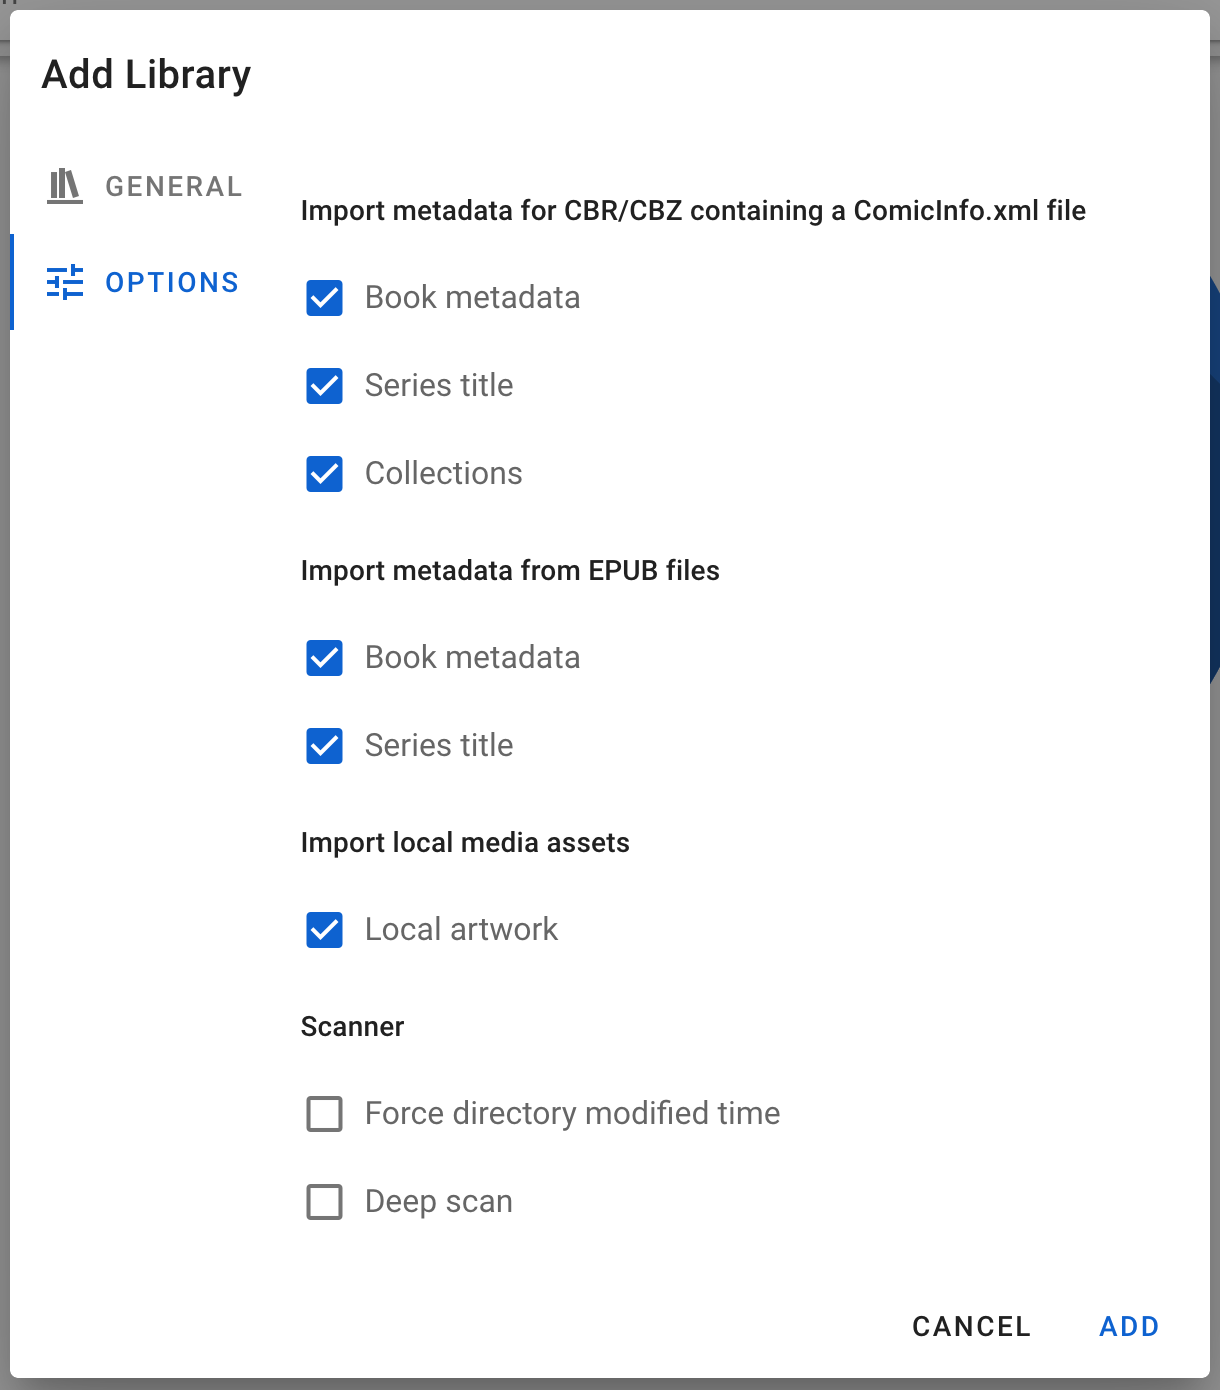 Add Library
GENERAL
OPTIONS
Import metadata for CBR/CBZ containing a ComicInfo.xml file
Book metadata
Series title
Collections
Import metadata from EPUB files
Book metadata
Series title
Import local media assets
Local artwork
Scanner
Force directory modified time
Deep scan
CANCEL
ADD